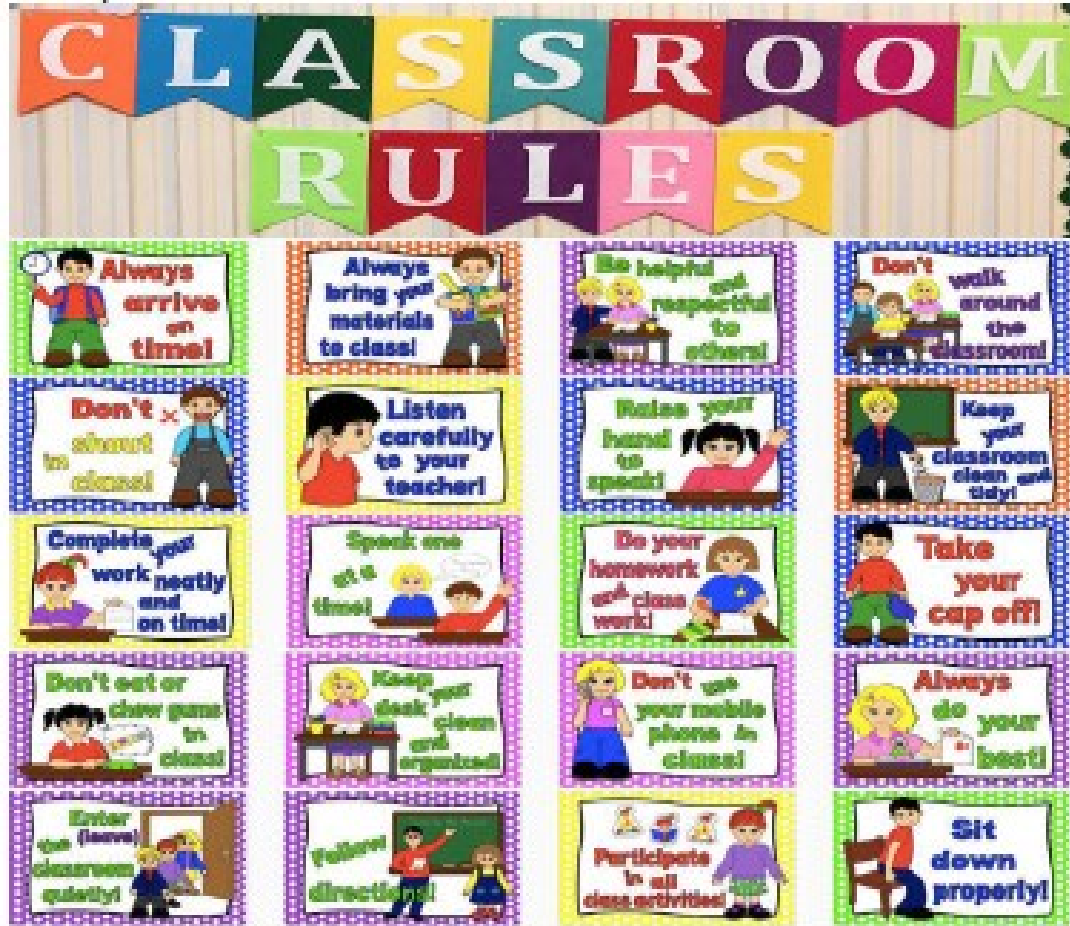 CLASSROOM
RULES
Always
arrive
on
time!
Always
bring your
materials
to class!
Be helpful
and
respectful
to
others!
Don't
walk
around
the
classroom!
Don't
shout
in
class!
Listen
carefully
to your
teacher!
Raise your
hand
to
speak!
Keep
your
classroom
clean and
tidy!
Complete
your
work neatly
and
on time!
Speak one
at a
time!
Do your
homework
and class
work!
Take
your
cap off!
Don't eat or
chew gums
in
class!
Keep
your
desk
clean
and
organized!
Don't use
your mobile
phone in
class!
Always
do your
best!
Enter
(leave)
the
classroom
quietly!
Follow
directions!
Participate
in all
class activities!
Sit
down
properly!